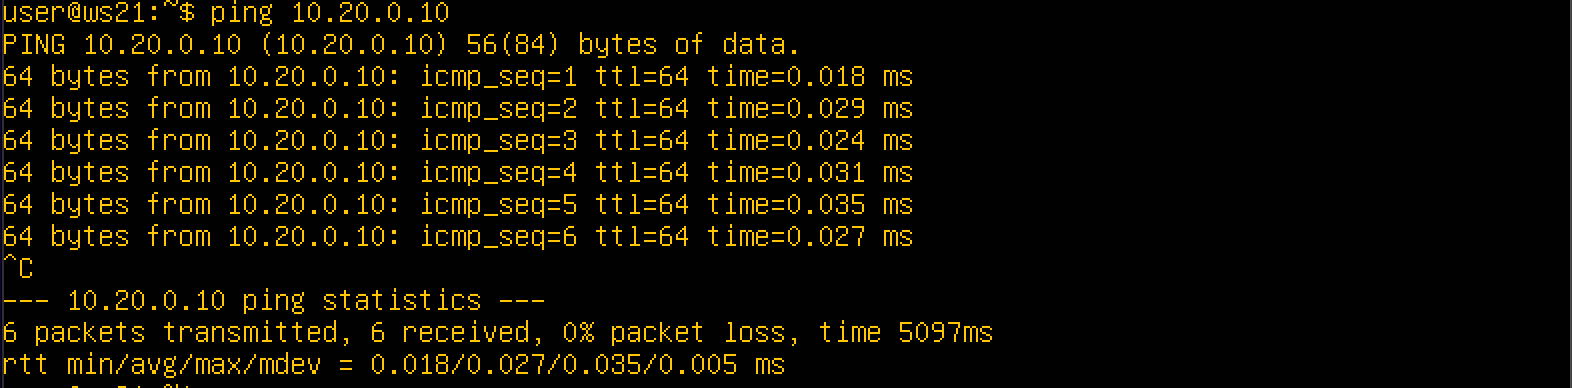 user@ws21:~$ ping 10.20.0.10
PING 10.20.0.10 (10.20.0.10) 56(84) bytes of data.
64 bytes from 10.20.0.10: icmp_seq=1 ttl=64 time=0.018 ms
64 bytes from 10.20.0.10: icmp_seq=2 ttl=64 time=0.029 ms
64 bytes from 10.20.0.10: icmp_seq=3 ttl=64 time=0.024 ms
64 bytes from 10.20.0.10: icmp_seq=4 ttl=64 time=0.031 ms
64 bytes from 10.20.0.10: icmp_seq=5 ttl=64 time=0.035 ms
64 bytes from 10.20.0.10: icmp_seq=6 ttl=64 time=0.027 ms
^C
--- 10.20.0.10 ping statistics ---
6 packets transmitted, 6 received, 0% packet loss, time 5097ms
rtt min/avg/max/mdev = 0.018/0.027/0.035/0.005 ms